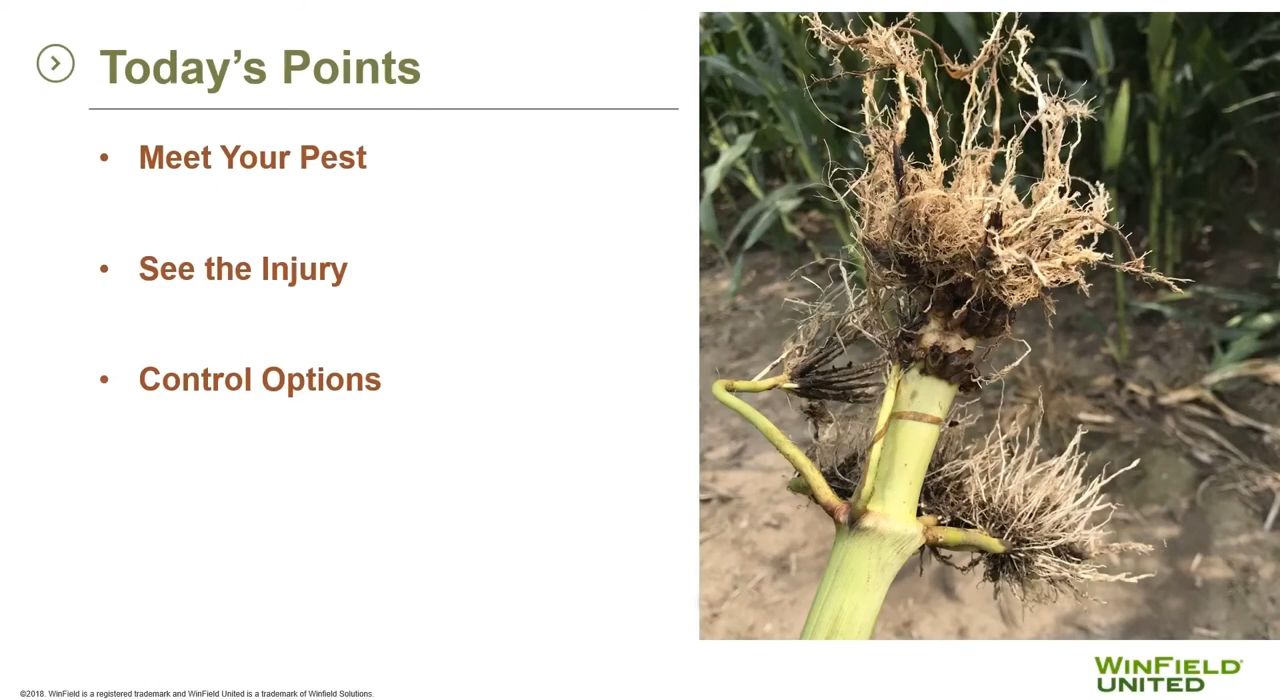 Today’s Points
• Meet Your Pest
• See the Injury
• Control Options
WINFIELD®
UNITED
©2018. WinField is a registered trademark and WinField United is a trademark of Winfield Solutions.